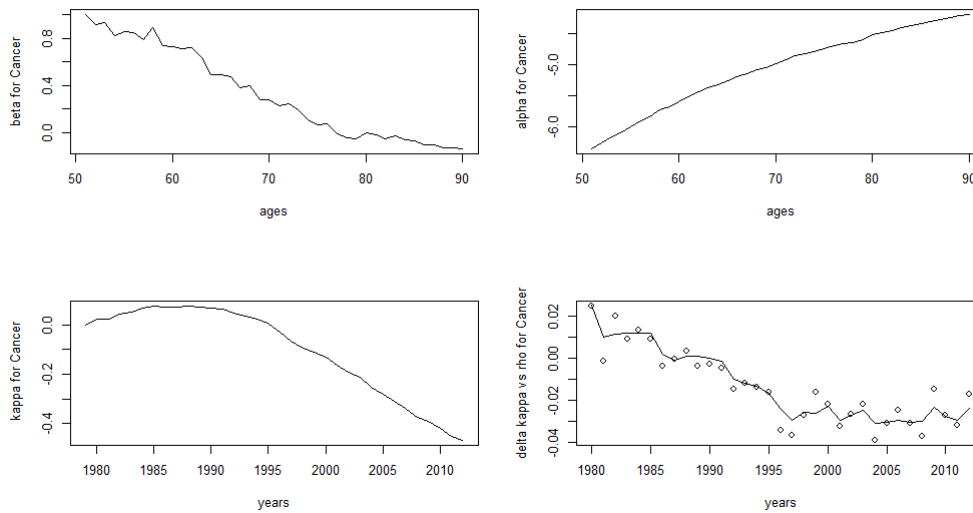 beta for Cancer
0.8
0.4
0.0
50 60 70 80 90
ages
alpha for Cancer
-5.0
-6.0
50 60 70 80 90
ages
kappa for Cancer
0.0
-0.2
-0.4
1980 1985 1990 1995 2000 2005 2010
years
delta kappa vs rho for Cancer
0.02
0.00
-0.02
-0.04
1980 1985 1990 1995 2000 2005 2010
years